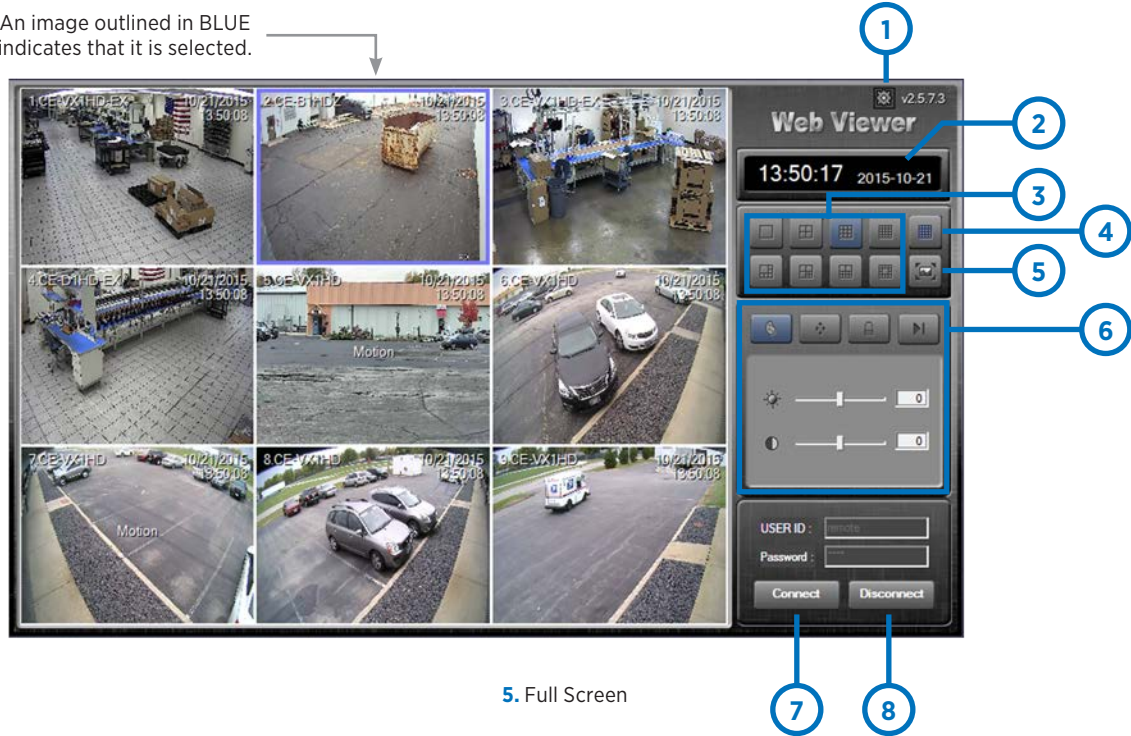 An image outlined in BLUE
indicates that it is selected.
1
v2.5.7.3
Web Viewer
2
13:50:17 2015-10-21
3
4
5
6
1.CE-VX1HD-EX 10/21/2015
13:50:08
2.CE-B1HDZ 10/21/2015
13:50:08
3.CE-VX1HD-EX 10/21/2015
13:50:08
4.CE-D1HD-EX 10/21/2015
13:50:08
5.CE-VX1HD 10/21/2015
13:50:08
Motion
6.CE-VX1HD 10/21/2015
13:50:08
7.CE-VX1HD 10/21/2015
13:50:08
Motion
8.CE-VX1HD 10/21/2015
13:50:08
9.CE-VX1HD 10/21/2015
13:50:08
0
0
USER ID : remote
Password : ****
Connect Disconnect
5. Full Screen
7
8